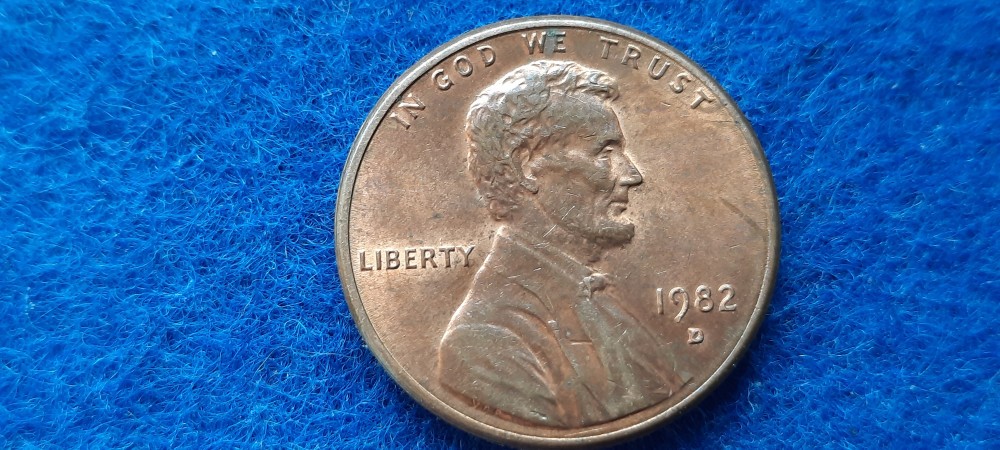 IN GOD WE TRUST
LIBERTY
1982
D